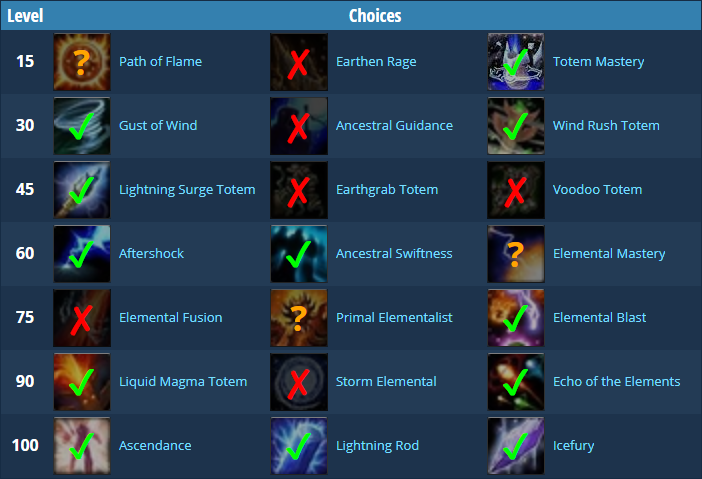 Level Choices
15 ? Path of Flame Earthen Rage Totem Mastery
30 Gust of Wind Ancestral Guidance Wind Rush Totem
45 Lightning Surge Totem Earthgrab Totem Voodoo Totem
60 Aftershock Ancestral Swiftness ? Elemental Mastery
75 Elemental Fusion ? Primal Elementalist Elemental Blast
90 Liquid Magma Totem Storm Elemental Echo of the Elements
100 Ascendance Lightning Rod Icefury